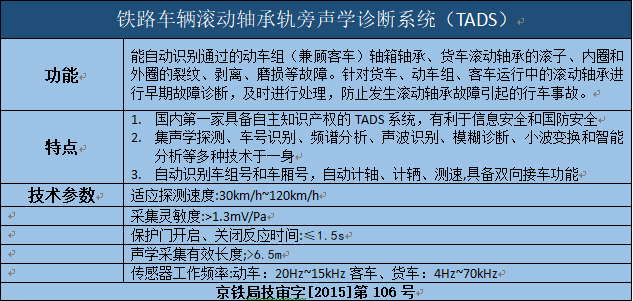 铁路车辆滚动轴承轨旁声学诊断系统（TADS）
功能
能自动识别通过的动车组（兼顾客车）轴箱轴承、货车滚动轴承的滚子、内圈和
外圈的裂纹、剥离、磨损等故障。针对货车、动车组、客车运行中的滚动轴承进
行早期故障诊断，及时进行处理，防止发生滚动轴承故障引起的行车事故。
特点
1. 国内第一家具备自主知识产权的TADS系统，有利于信息安全和国防安全
2. 集声学探测、车号识别、频谱分析、声波识别、模糊诊断、小波变换和智能
分析等多种技术于一身
3. 自动识别车组号和车厢号，自动计轴、计辆、测速,具备双向接车功能
技术参数
适应探测速度:30km/h~120km/h
采集灵敏度:>1.3mV/Pa
保护门开启、关闭反应时间:≤1.5s
声学采集有效长度;>6.5m
传感器工作频率:动车：20Hz~15kHz 客车、货车：4Hz~70kHz
京铁局技审字[2015]第 106 号